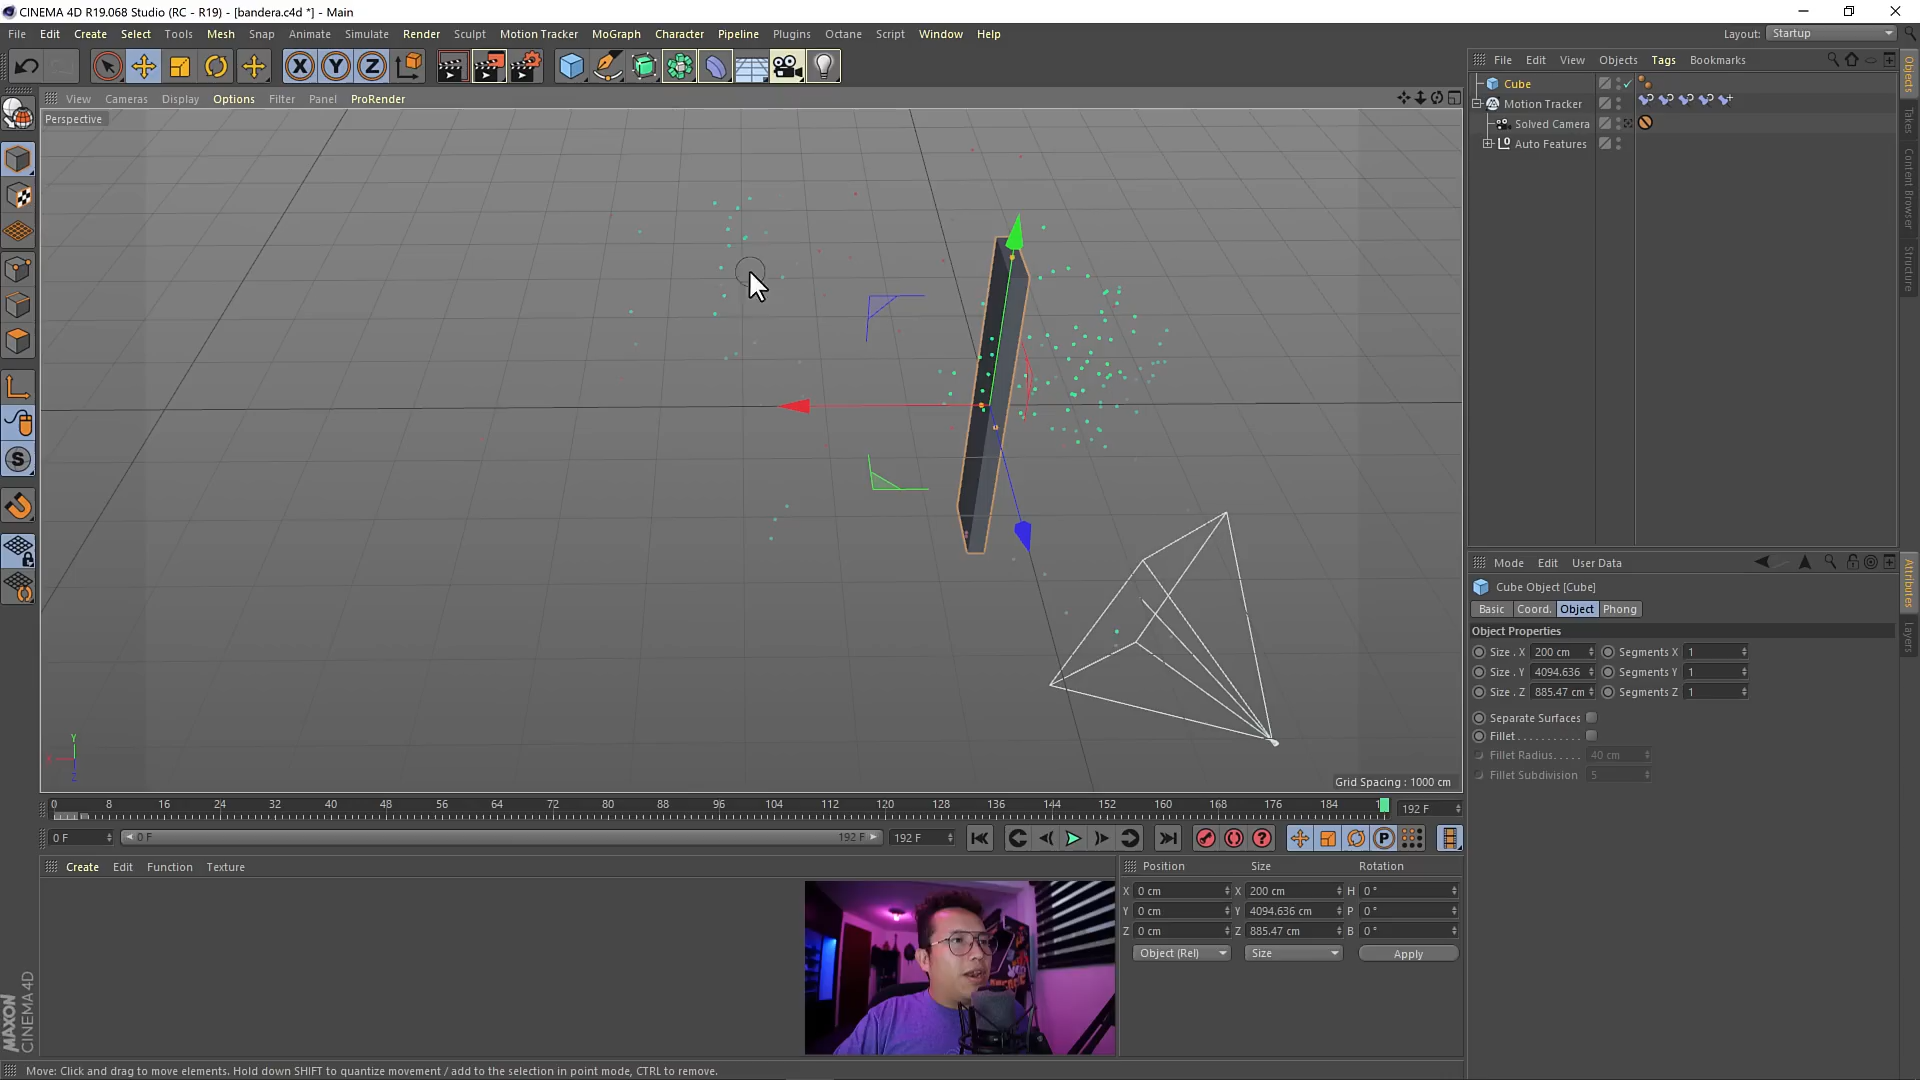 CINEMA 4D R19.068 Studio (RC - R19) - [bandera.c4d *] - Main
File Edit Create Select Tools Mesh Snap Animate Simulate Render Sculpt Motion Tracker MoGraph Character Pipeline Plugins Octane Script Window Help
Layout: Startup
X Y Z
View Cameras Display Options Filter Panel ProRender
Perspective
File Edit View Objects Tags Bookmarks
Cube
Motion Tracker
Solved Camera
Auto Features
Objects
Takes
Content Browser
Structure
Mode Edit User Data
Cube Object [Cube]
Basic Coord. Object Phong
Object Properties
Size . X 200 cm Segments X 1
Size . Y 4094.636 Segments Y 1
Size . Z 885.47 cm Segments Z 1
Separate Surfaces
Fillet
Fillet Radius 40 cm
Fillet Subdivision 5
Attributes
Layers
Y
X
Z
Grid Spacing : 1000 cm
0 8 16 24 32 40 48 56 64 72 80 88 96 104 112 120 128 136 144 152 160 168 176 184 192 F
0 F 0 F 192 F 192 F
Create Edit Function Texture
Position Size Rotation
X 0 cm X 200 cm H 0 °
Y 0 cm Y 4094.636 cm P 0 °
Z 0 cm Z 885.47 cm B 0 °
Object (Rel) Size Apply
MAXON
CINEMA 4D
Move: Click and drag to move elements. Hold down SHIFT to quantize movement / add to the selection in point mode, CTRL to remove.